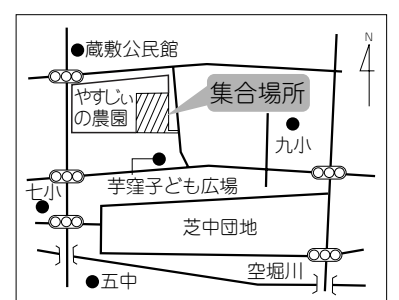 ●蔵敷公民館
N
やすじい
の農園
集合場所
九小
芋窪子ども広場
七小
芝中団地
空堀川
●五中